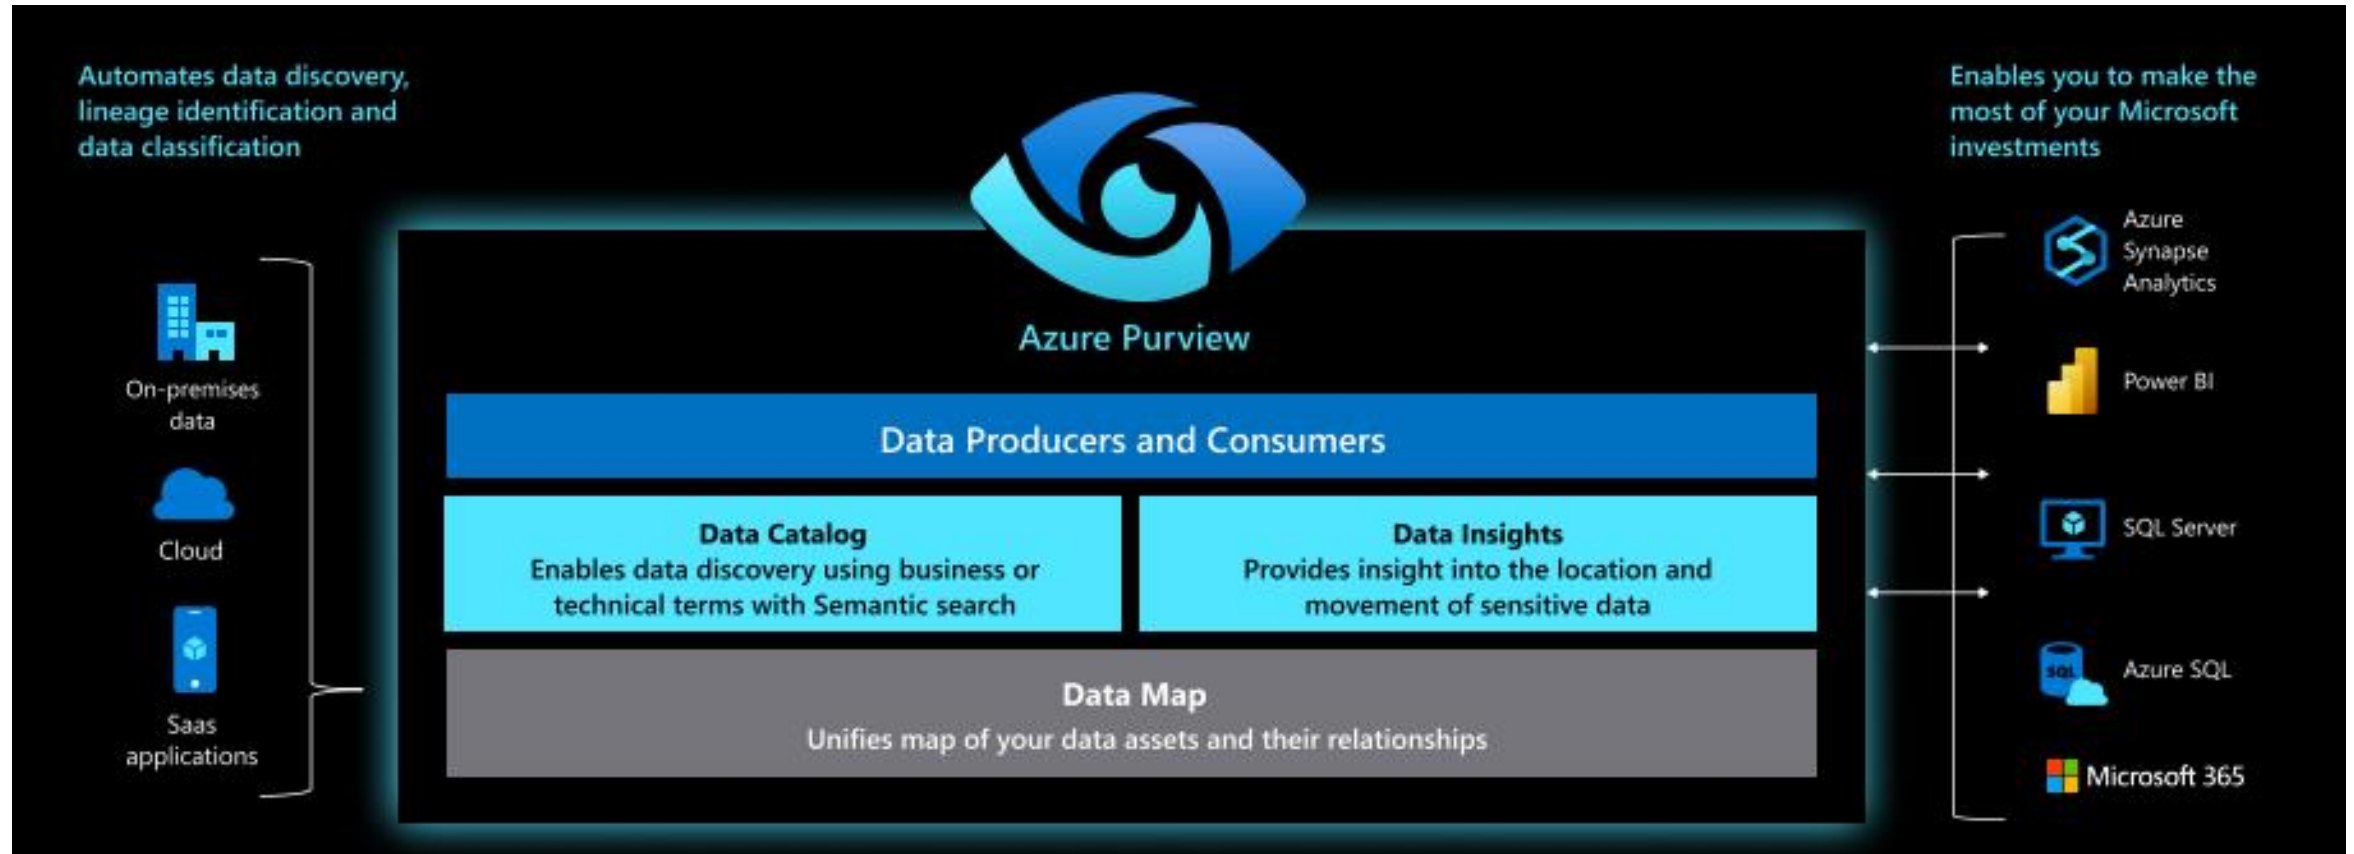 Automates data discovery,
lineage identification and
data classification
On-premises
data
Cloud
Saas
applications
Azure Purview
Data Producers and Consumers
Data Catalog
Enables data discovery using business or
technical terms with Semantic search
Data Insights
Provides insight into the location and
movement of sensitive data
Data Map
Unifies map of your data assets and their relationships
Enables you to make the
most of your Microsoft
investments
Azure
Synapse
Analytics
Power BI
SQL Server
SQL
Azure SQL
Microsoft 365